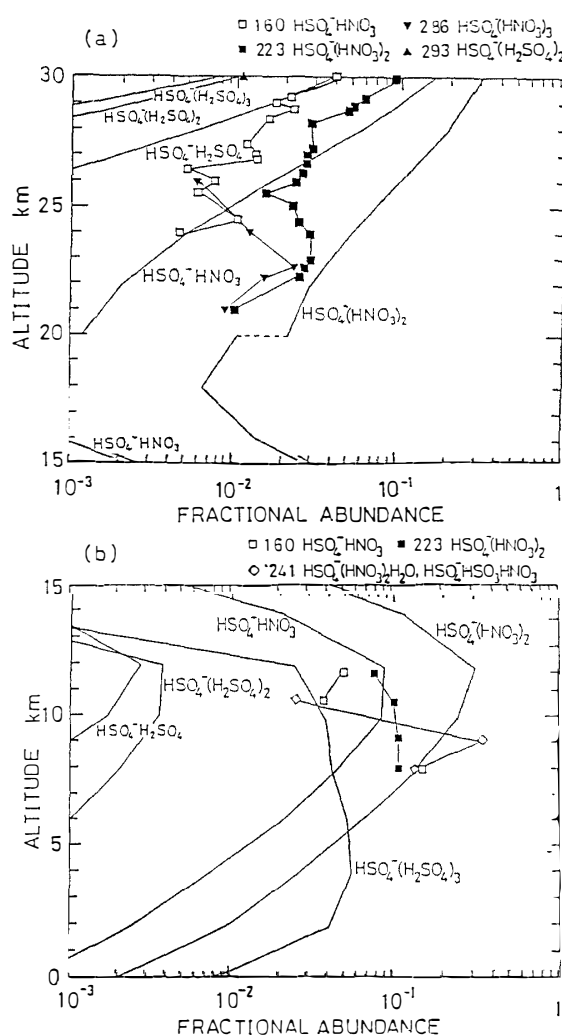 (a)
□ 160 HSO₄⁻HNO₃ ▼ 286 HSO₄⁻(HNO₃)₃
■ 223 HSO₄⁻(HNO₃)₂ ▲ 293 HSO₄⁻(H₂SO₄)₂
30
HSO₄⁻(H₂SO₄)₃
HSO₄⁻(H₂SO₄)₂
HSO₄⁻H₂SO₄
25
HSO₄⁻HNO₃
HSO₄⁻(HNO₃)₂
20
HSO₄⁻HNO₃
15
ALTITUDE km
10⁻³ 10⁻² 10⁻¹ 1
FRACTIONAL ABUNDANCE
(b)
□ 160 HSO₄⁻HNO₃ ■ 223 HSO₄⁻(HNO₃)₂
◇ 241 HSO₄⁻(HNO₃)₂H₂O, HSO₄⁻HSO₃HNO₃
15
HSO₄⁻HNO₃
HSO₄⁻(HNO₃)₂
HSO₄⁻(H₂SO₄)₂
HSO₄⁻H₂SO₄
10
5
HSO₄⁻(H₂SO₄)₃
0
ALTITUDE km
10⁻³ 10⁻² 10⁻¹ 1
FRACTIONAL ABUNDANCE